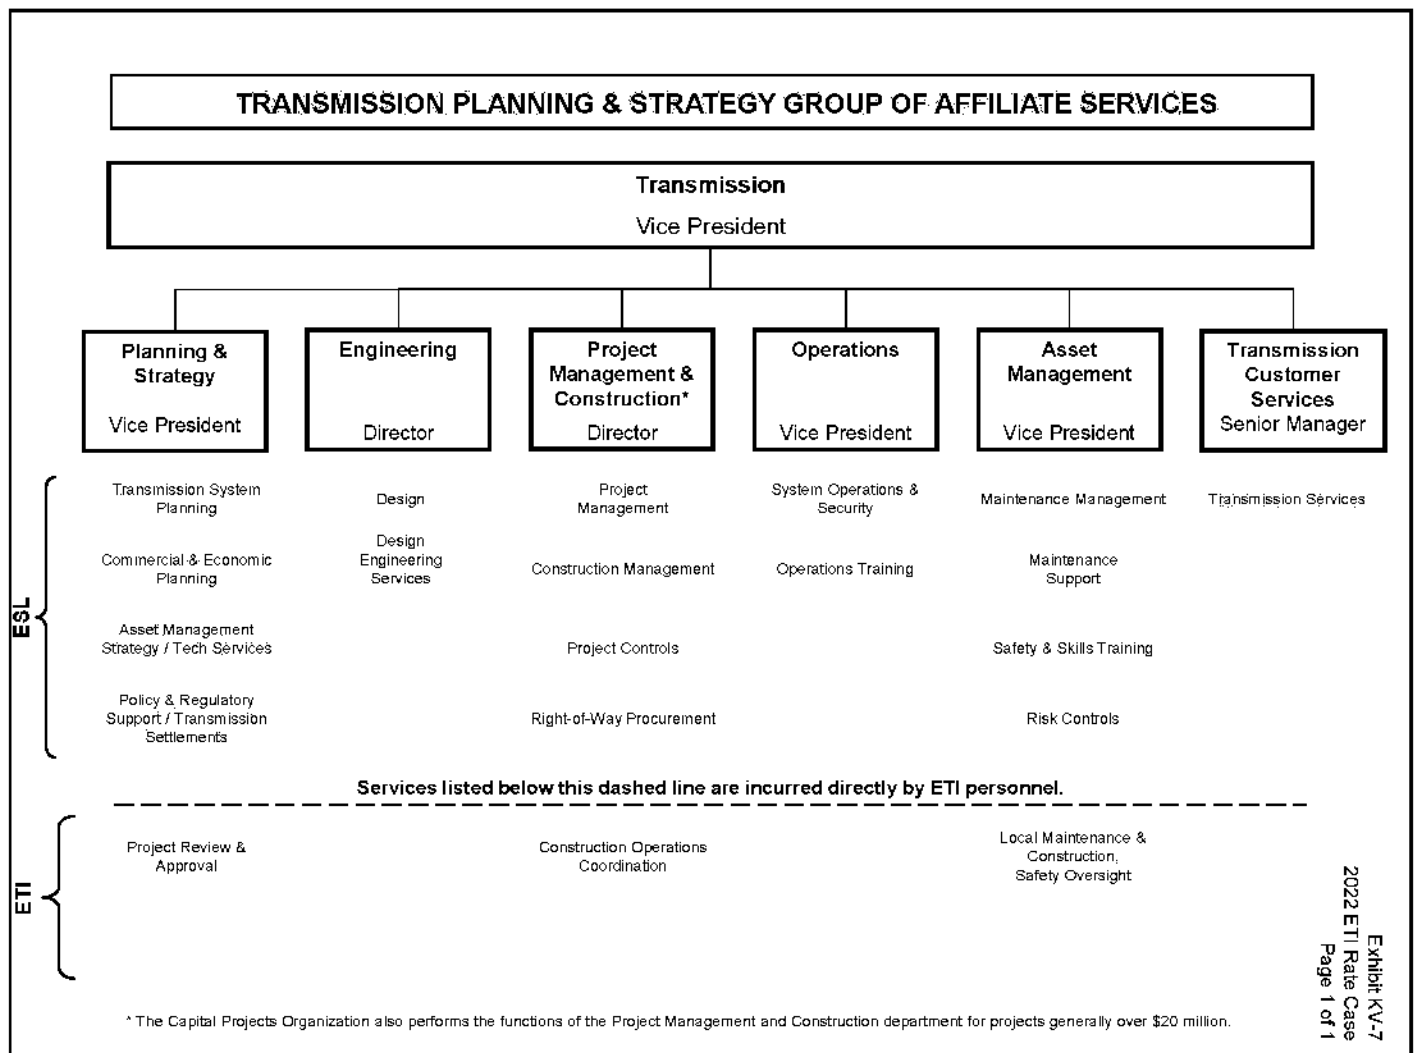 TRANSMISSION PLANNING & STRATEGY GROUP OF AFFILIATE SERVICES
Transmission
Vice President
Planning &
Strategy
Vice President
Engineering
Director
Project
Management &
Construction*
Director
Operations
Vice President
Asset
Management
Vice President
Transmission
Customer
Services
Senior Manager
ESL
Transmission System
Planning
Commercial & Economic
Planning
Asset Management
Strategy / Tech Services
Policy & Regulatory
Support / Transmission
Settlements
Design
Design
Engineering
Services
Project
Management
Construction Management
Project Controls
Right-of-Way Procurement
System Operations &
Security
Operations Training
Maintenance Management
Maintenance
Support
Safety & Skills Training
Risk Controls
Transmission Services
Services listed below this dashed line are incurred directly by ETI personnel.
ETI
Project Review &
Approval
Construction Operations
Coordination
Local Maintenance &
Construction,
Safety Oversight
* The Capital Projects Organization also performs the functions of the Project Management and Construction department for projects generally over $20 million.
Exhibit KV-7
2022 ETI Rate Case
Page 1 of 1